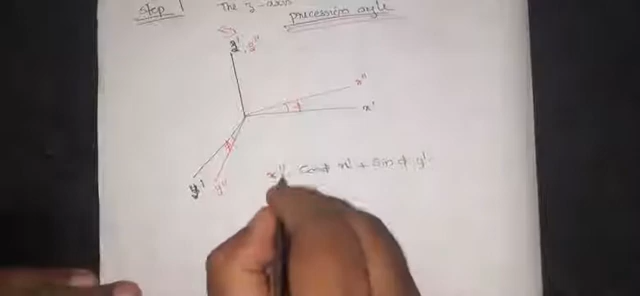 Step 1 The z-axis
precession angle
z', z''
x''
φ
x'
φ
y' y''
x'' cosφ x' + sinφ y'